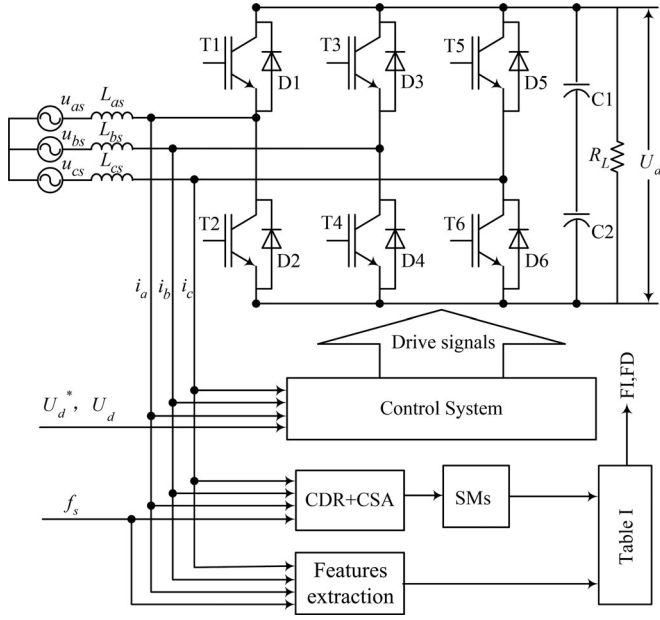 T1
T3
T5
D1
D3
D5
C1
u_as
L_as
u_bs
L_bs
u_cs
L_cs
R_L
U_d
T2
T4
T6
D2
D4
D6
C2
i_a
i_b
i_c
Drive signals
U_d*, U_d
Control System
FI,FD
f_s
CDR+CSA
SMs
Table I
Features
extraction